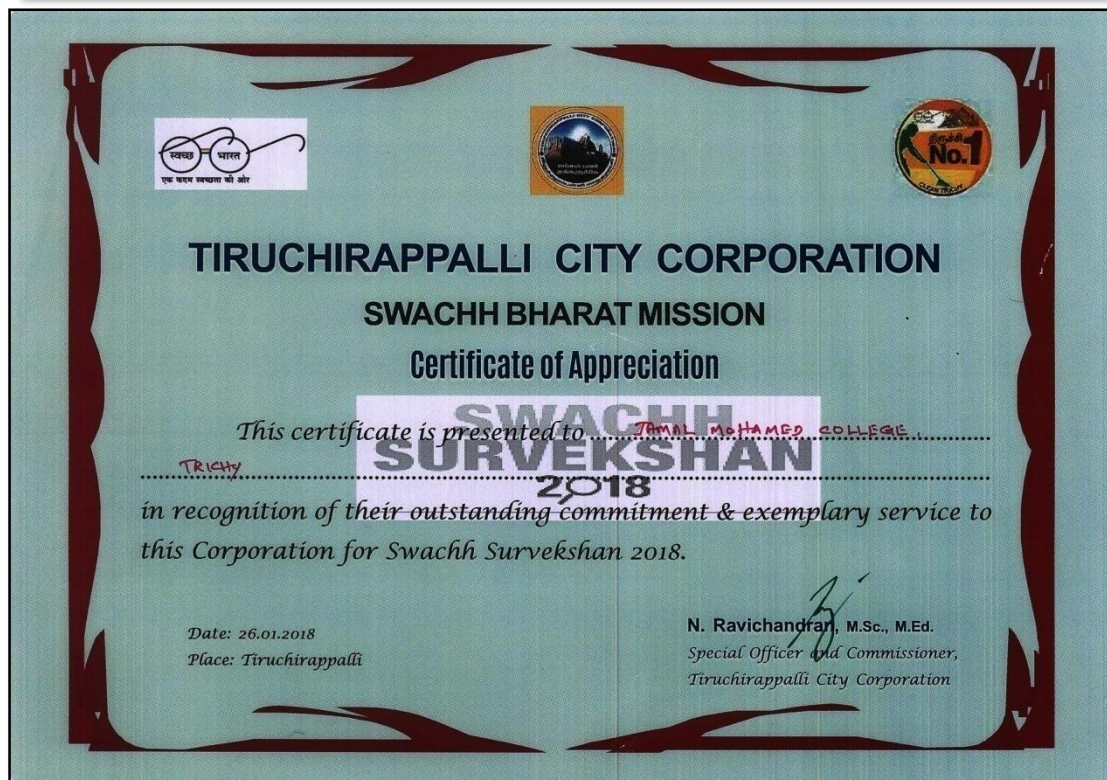 स्वच्छ भारत
एक कदम स्वच्छता की ओर
திருச்சி
No.1
CLEAN TRICHY
TIRUCHIRAPPALLI CITY CORPORATION
SWACHH BHARAT MISSION
Certificate of Appreciation
SWACHH
This certificate is presented to JAMAL MOHAMED COLLEGE,
SURVEKSHAN
TRICHY
2018
in recognition of their outstanding commitment & exemplary service to
this Corporation for Swachh Survekshan 2018.
Date: 26.01.2018
Place: Tiruchirappalli
N. Ravichandran, M.Sc., M.Ed.
Special Officer and Commissioner,
Tiruchirappalli City Corporation